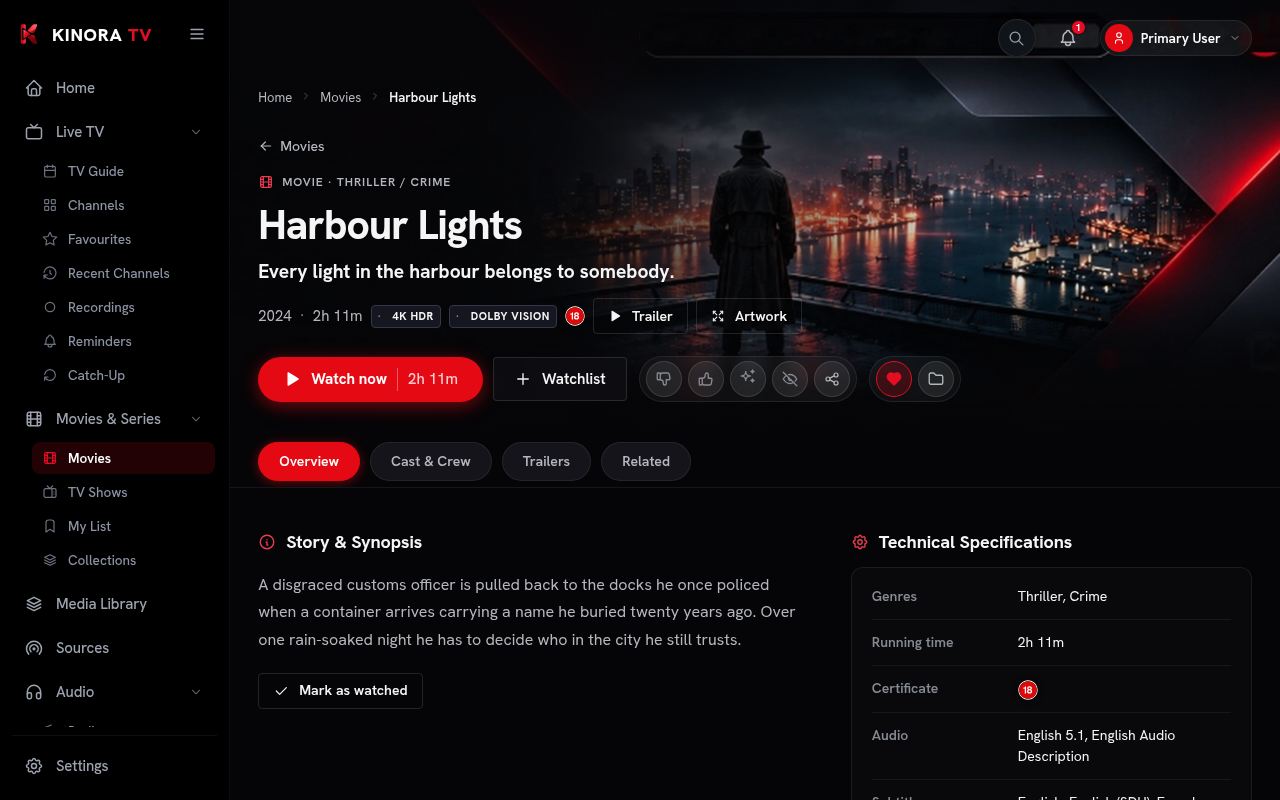 KINORA TV
1
Primary User
Home
Live TV
TV Guide
Channels
Favourites
Recent Channels
Recordings
Reminders
Catch-Up
Movies & Series
Movies
TV Shows
My List
Collections
Media Library
Sources
Audio
Settings
Home > Movies > Harbour Lights
Movies
MOVIE · THRILLER / CRIME
Harbour Lights
Every light in the harbour belongs to somebody.
2024 · 2h 11m · 4K HDR · DOLBY VISION 18 Trailer Artwork
Watch now 2h 11m Watchlist
Overview Cast & Crew Trailers Related
Story & Synopsis
A disgraced customs officer is pulled back to the docks he once policed
when a container arrives carrying a name he buried twenty years ago. Over
one rain-soaked night he has to decide who in the city he still trusts.
Mark as watched
Technical Specifications
Genres Thriller, Crime
Running time 2h 11m
Certificate 18
Audio English 5.1, English Audio
Description